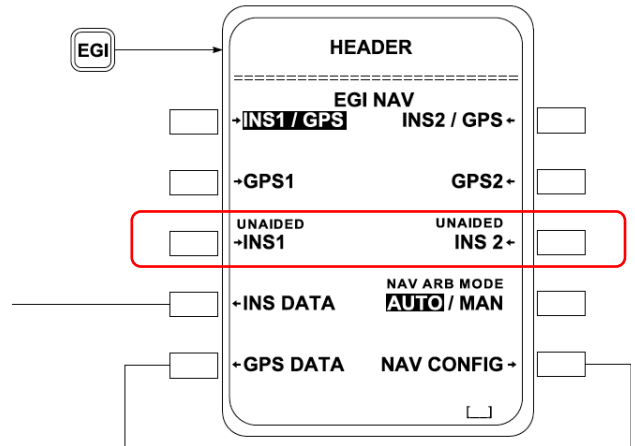 EGI
HEADER
==============================
EGI NAV
→INS1 / GPS INS2 / GPS←
→GPS1 GPS2←
UNAIDED UNAIDED
→INS1 INS 2←
NAV ARB MODE
←INS DATA AUTO / MAN
←GPS DATA NAV CONFIG→
[__]